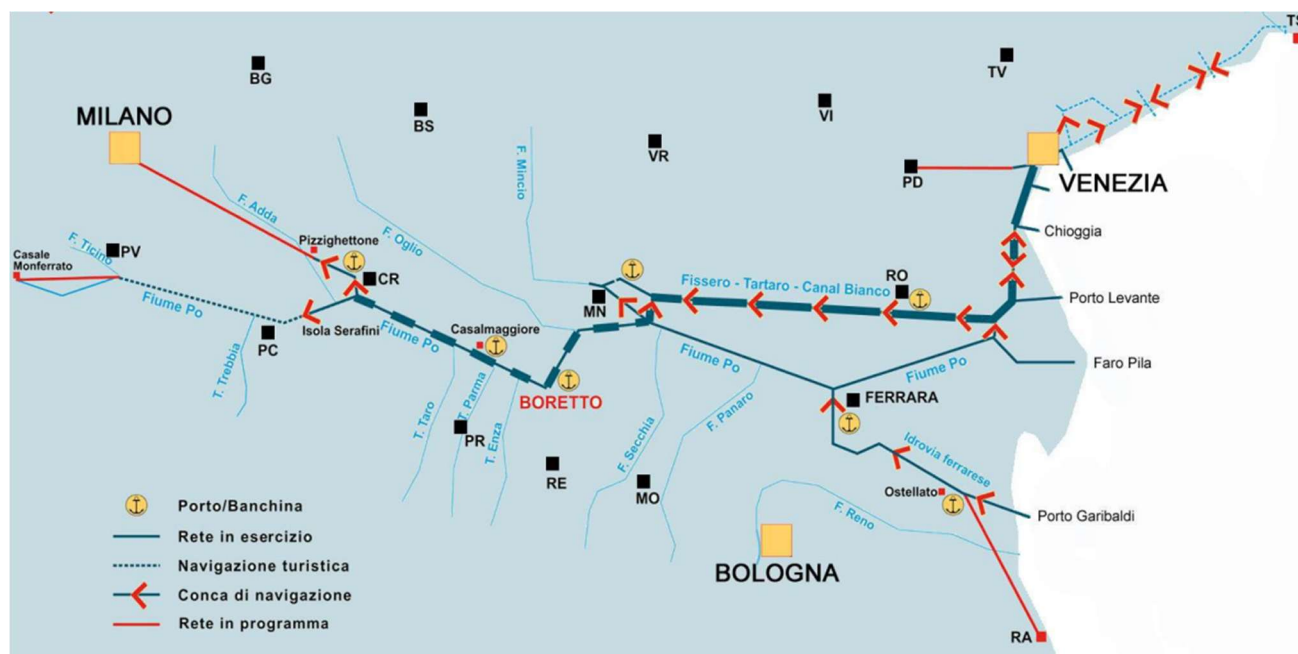 TS
BG
TV
MILANO
BS
VI
F. Mincio
VR
PD
VENEZIA
F. Adda
F. Oglio
Pizzighettone
Chioggia
F. Ticino
PV
Casale
Monferrato
CR
Fissero - Tartaro - Canal Bianco
RO
MN
Porto Levante
Fiume Po
Isola Serafini
PC
Fiume Po
Casalmaggiore
Fiume Po
Fiume Po
Faro Pila
T. Trebbia
BORETTO
FERRARA
T. Taro
T. Parma
T. Enza
F. Secchia
F. Panaro
PR
Idrovia ferrarese
RE
MO
Ostellato
Porto Garibaldi
F. Reno
BOLOGNA
RA
Porto/Banchina
Rete in esercizio
Navigazione turistica
Conca di navigazione
Rete in programma